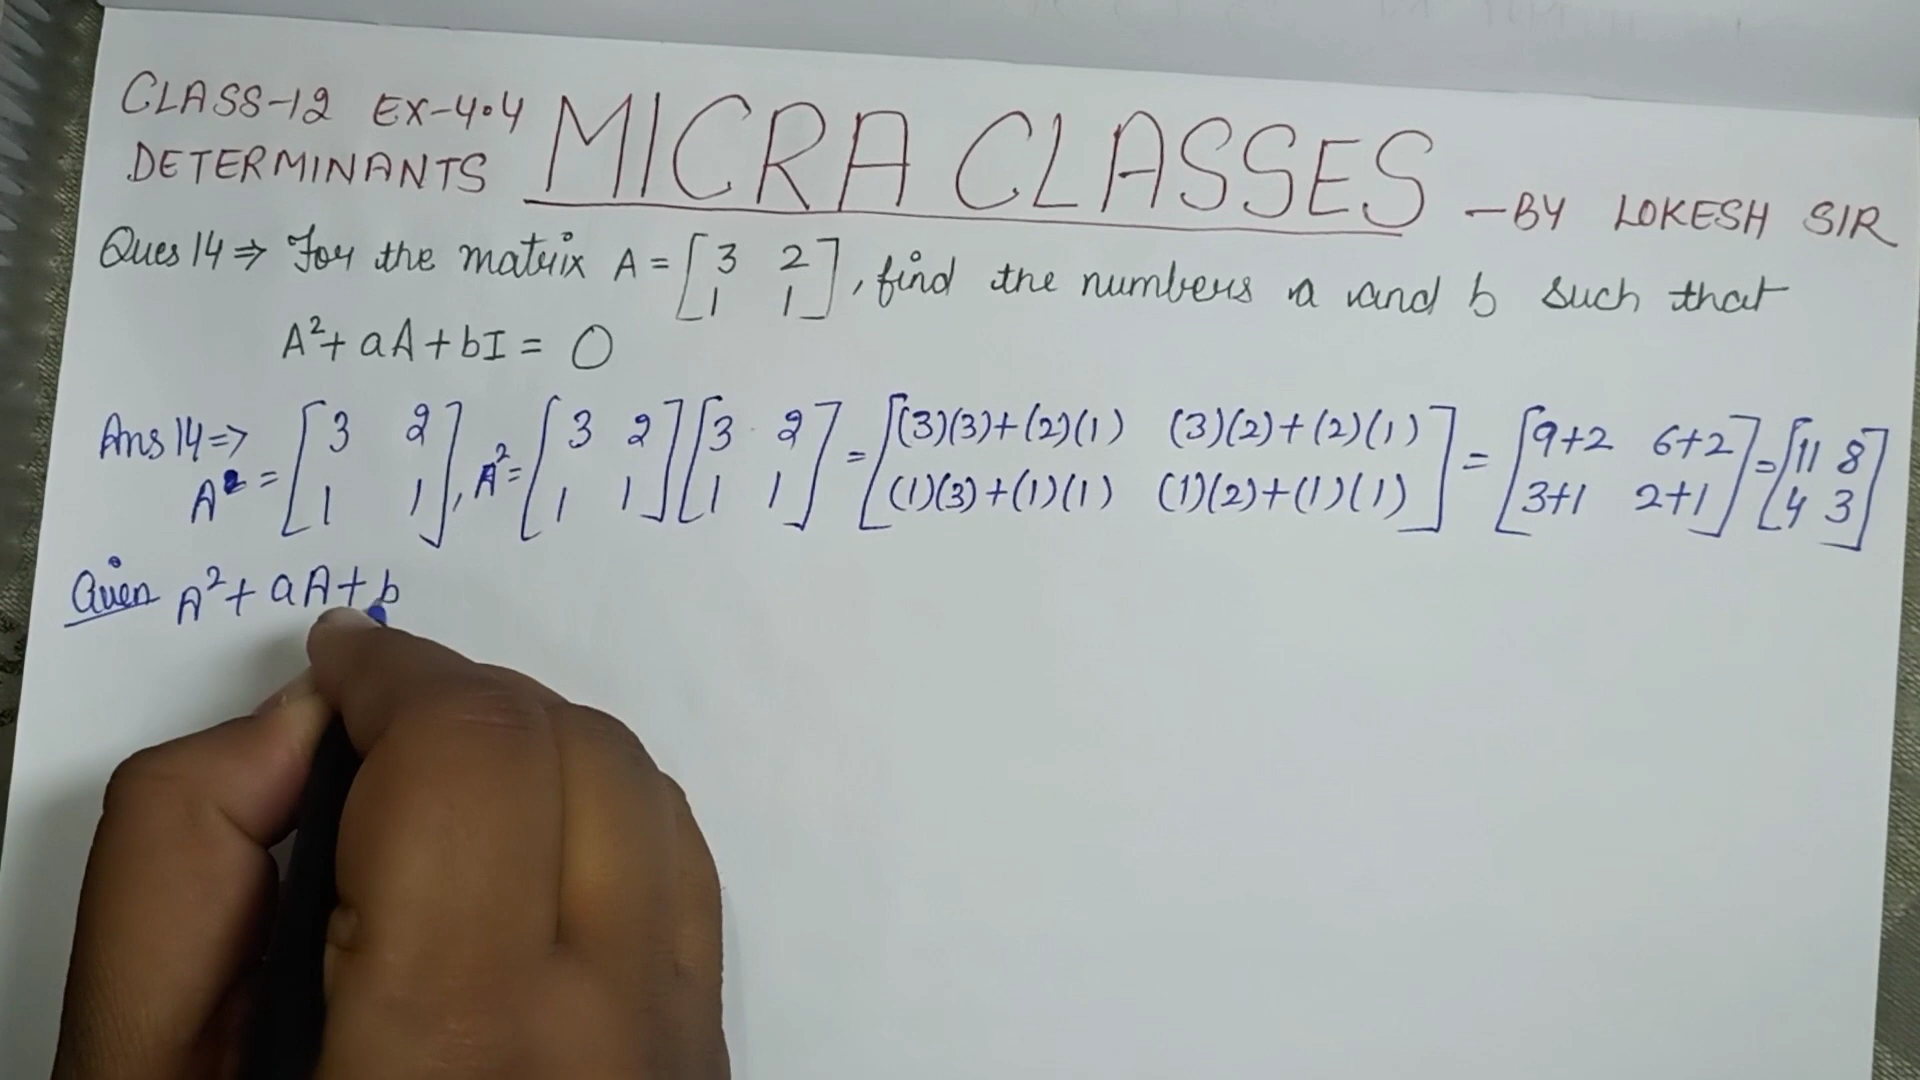 CLASS-12 EX-4.4 MICRA CLASSES -BY LOKESH SIR
DETERMINANTS
Ques 14⇒ For the matrix A = [3 2; 1 1], find the numbers a and b such that
A²+ aA + bI = O
Ans 14=> A = [3 2; 1 1], A² = [3 2; 1 1][3 2; 1 1] = [(3)(3)+(2)(1) (3)(2)+(2)(1); (1)(3)+(1)(1) (1)(2)+(1)(1)] = [9+2 6+2; 3+1 2+1] = [11 8; 4 3]
Given A²+ aA + b